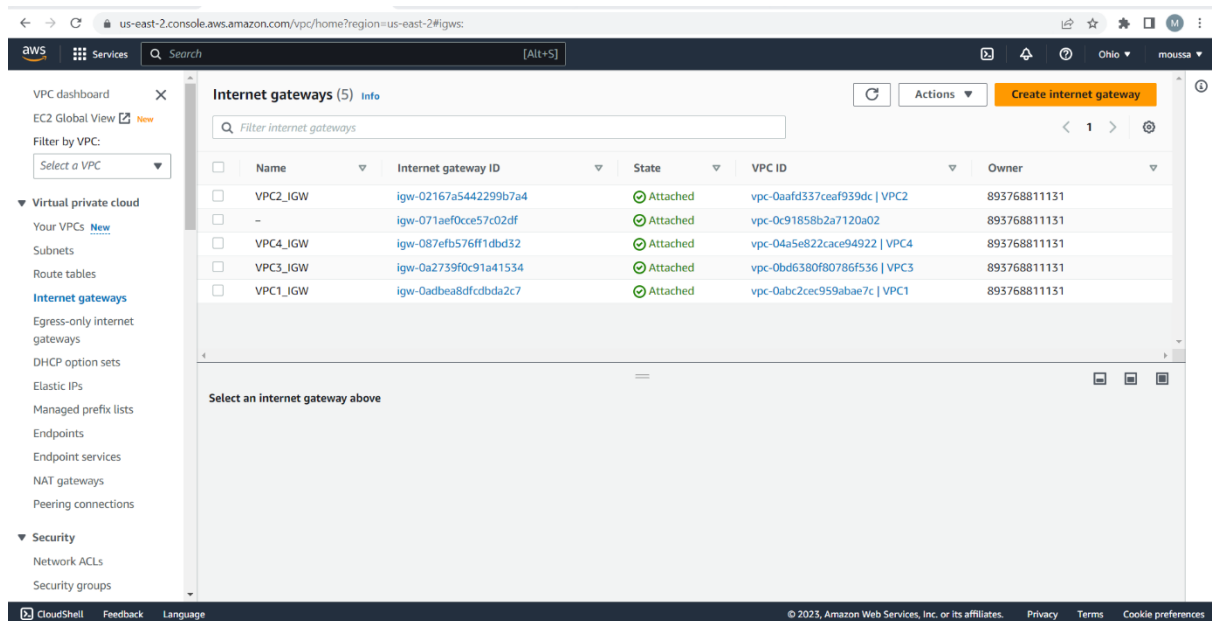 us-east-2.console.aws.amazon.com/vpc/home?region=us-east-2#igws:
M
aws Services Search [Alt+S] Ohio ▼ moussa ▼
VPC dashboard
EC2 Global View New
Filter by VPC:
Select a VPC
Virtual private cloud
Your VPCs New
Subnets
Route tables
Internet gateways
Egress-only internet
gateways
DHCP option sets
Elastic IPs
Managed prefix lists
Endpoints
Endpoint services
NAT gateways
Peering connections
Security
Network ACLs
Security groups
Internet gateways (5) Info
Actions ▼ Create internet gateway
Filter internet gateways
< 1 >
Name Internet gateway ID State VPC ID Owner
VPC2_IGW igw-02167a5442299b7a4 Attached vpc-0aafd337ceaf939dc | VPC2 893768811131
– igw-071aef0cce57c02df Attached vpc-0c91858b2a7120a02 893768811131
VPC4_IGW igw-087efb576ff1dbd32 Attached vpc-04a5e822cace94922 | VPC4 893768811131
VPC3_IGW igw-0a2739f0c91a41534 Attached vpc-0bd6380f80786f536 | VPC3 893768811131
VPC1_IGW igw-0adbea8dfcdbda2c7 Attached vpc-0abc2cec959abae7c | VPC1 893768811131
Select an internet gateway above
CloudShell Feedback Language © 2023, Amazon Web Services, Inc. or its affiliates. Privacy Terms Cookie preferences